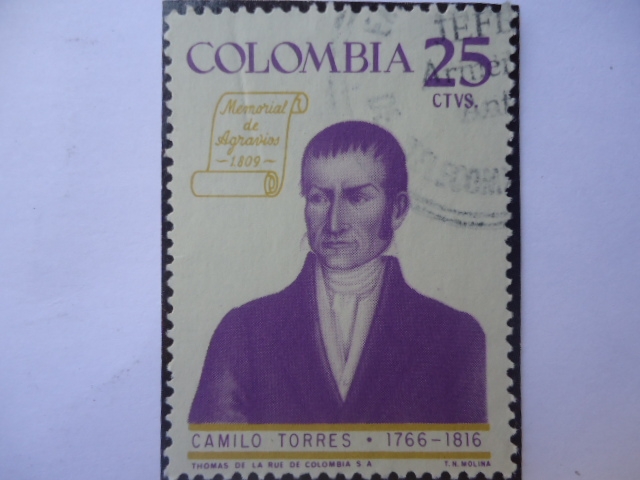 COLOMBIA 25
CTVS.
Memorial
de
Agravios
-1809-
CAMILO TORRES • 1766-1816
THOMAS DE LA RUE DE COLOMBIA S A T.N. MOLINA